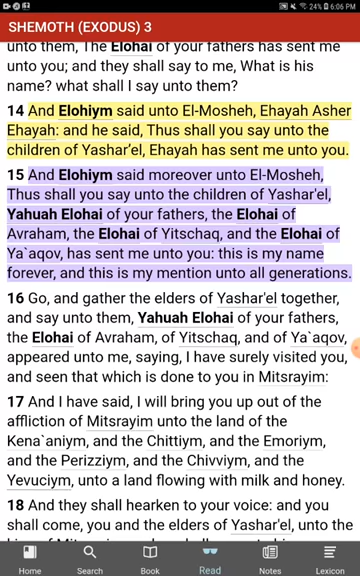 24% 6:06 PM
SHEMOTH (EXODUS) 3
unto them, The Elohai of your fathers has sent me
unto you; and they shall say to me, What is his
name? what shall I say unto them?
14 And Elohiym said unto El-Mosheh, Ehayah Asher
Ehayah: and he said, Thus shall you say unto the
children of Yashar'el, Ehayah has sent me unto you.
15 And Elohiym said moreover unto El-Mosheh,
Thus shall you say unto the children of Yashar'el,
Yahuah Elohai of your fathers, the Elohai of
Avraham, the Elohai of Yitschaq, and the Elohai of
Ya`aqov, has sent me unto you: this is my name
forever, and this is my mention unto all generations.
16 Go, and gather the elders of Yashar'el together,
and say unto them, Yahuah Elohai of your fathers,
the Elohai of Avraham, of Yitschaq, and of Ya`aqov,
appeared unto me, saying, I have surely visited you,
and seen that which is done to you in Mitsrayim:
17 And I have said, I will bring you up out of the
affliction of Mitsrayim unto the land of the
Kena`aniym, and the Chittiym, and the Emoriym,
and the Perizziym, and the Chivviym, and the
Yevuciym, unto a land flowing with milk and honey.
18 And they shall hearken to your voice: and you
shall come, you and the elders of Yashar'el, unto the
Home Search Book Read Notes Lexicon